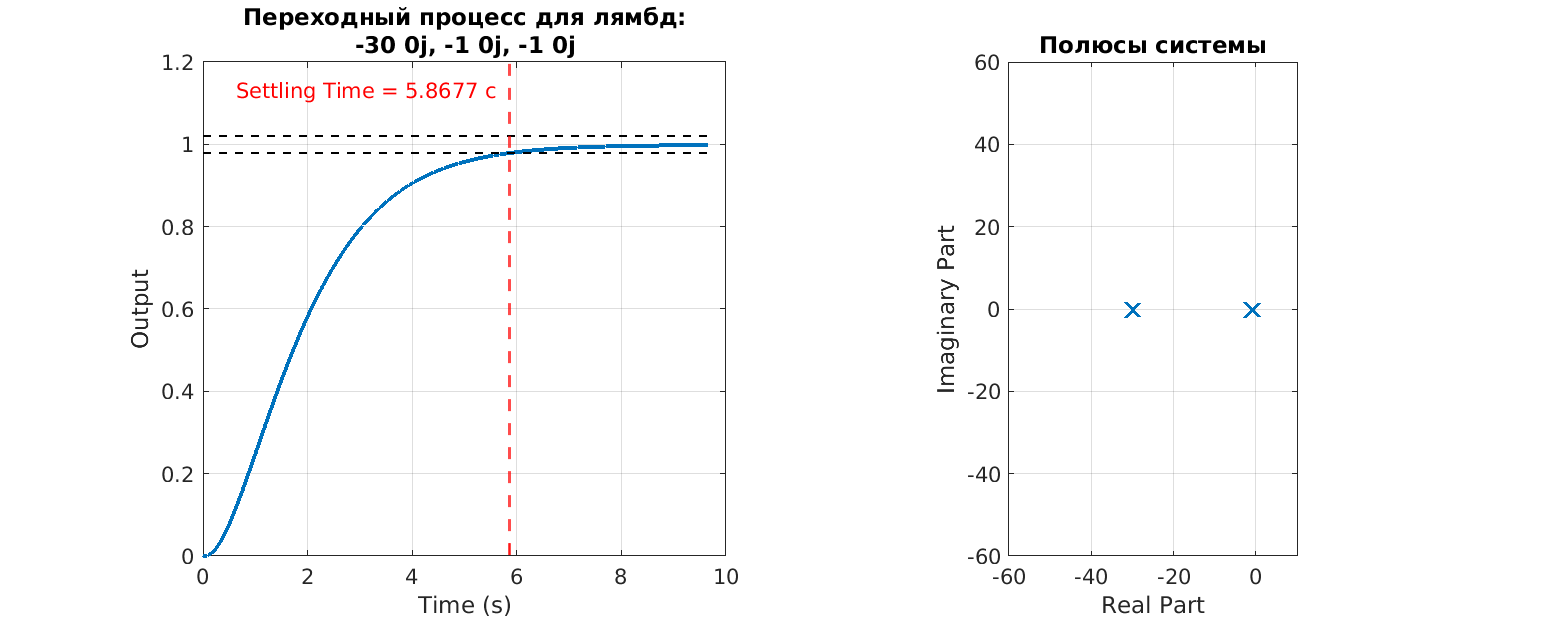 Переходный процесс для лямбд:
-30 0j, -1 0j, -1 0j
Settling Time = 5.8677 c
1.2
1
0.8
0.6
0.4
0.2
0
Output
0 2 4 6 8 10
Time (s)
Полюсы системы
60
40
20
0
-20
-40
-60
Imaginary Part
-60 -40 -20 0
Real Part